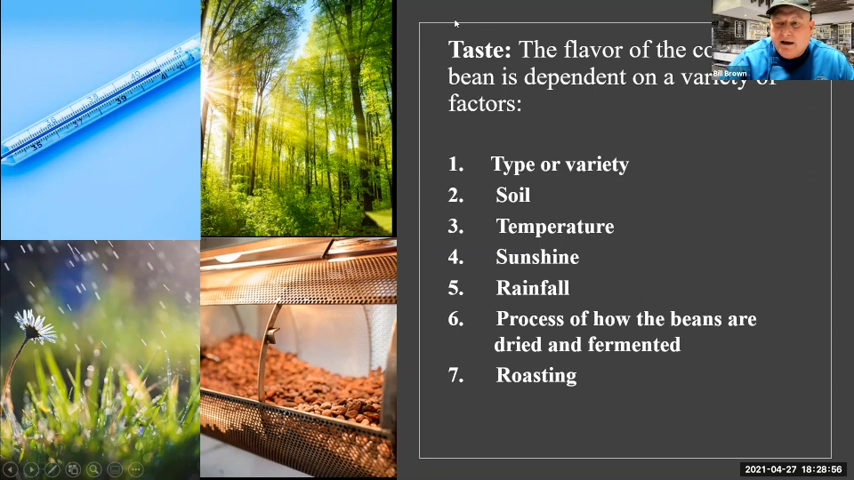 Taste: The flavor of the
bean is dependent on a variety of
factors:
1. Type or variety
2. Soil
3. Temperature
4. Sunshine
5. Rainfall
6. Process of how the beans are
dried and fermented
7. Roasting
Bill Brown
2021-04-27 18:28:56